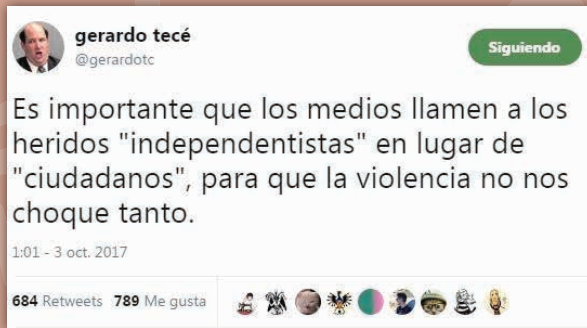 gerardo tecé
@gerardotc
Siguiendo
Es importante que los medios llamen a los
heridos "independentistas" en lugar de
"ciudadanos", para que la violencia no nos
choque tanto.
1:01 - 3 oct. 2017
684 Retweets 789 Me gusta